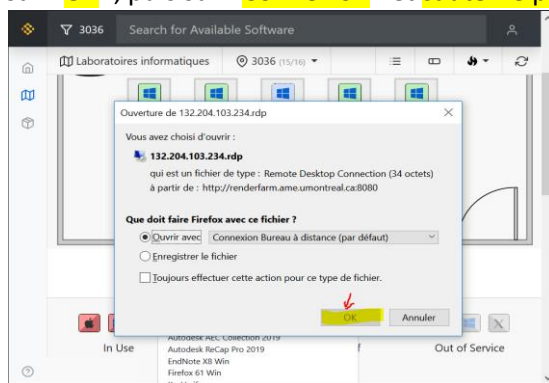 3036 Search for Available Software
Laboratoires informatiques 3036 (15/16)
Ouverture de 132.204.103.234.rdp
Vous avez choisi d'ouvrir :
132.204.103.234.rdp
qui est un fichier de type : Remote Desktop Connection (34 octets)
à partir de : http://renderfarm.ame.umontreal.ca:8080
Que doit faire Firefox avec ce fichier ?
Ouvrir avec Connexion Bureau à distance (par défaut)
Enregistrer le fichier
Toujours effectuer cette action pour ce type de fichier.
OK Annuler
In Use
Out of Service
Autodesk AEC Collection 2019
Autodesk ReCap Pro 2019
EndNote X8 Win
Firefox 61 Win